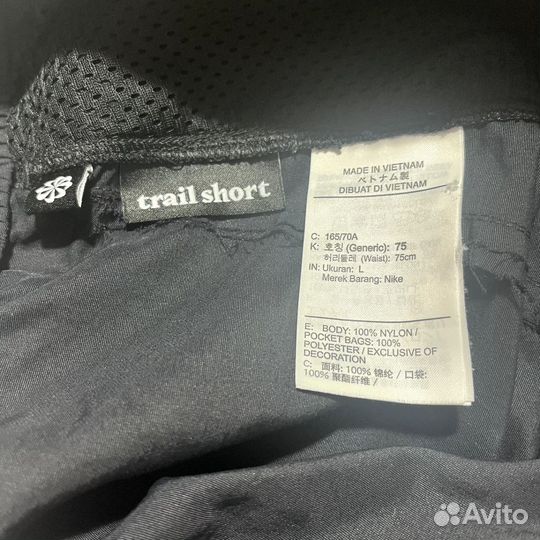 trail short
MADE IN VIETNAM
ベトナム製
DIBUAT DI VIETNAM
C: 165/70A
K: 호칭 (Generic): 75
허리둘레 (Waist): 75cm
IN: Ukuran: L
Merek Barang: Nike
E: BODY: 100% NYLON /
POCKET BAGS: 100%
POLYESTER / EXCLUSIVE OF
DECORATION
C: 面料: 100% 锦纶 / 口袋:
100% 聚酯纤维 /
Avito